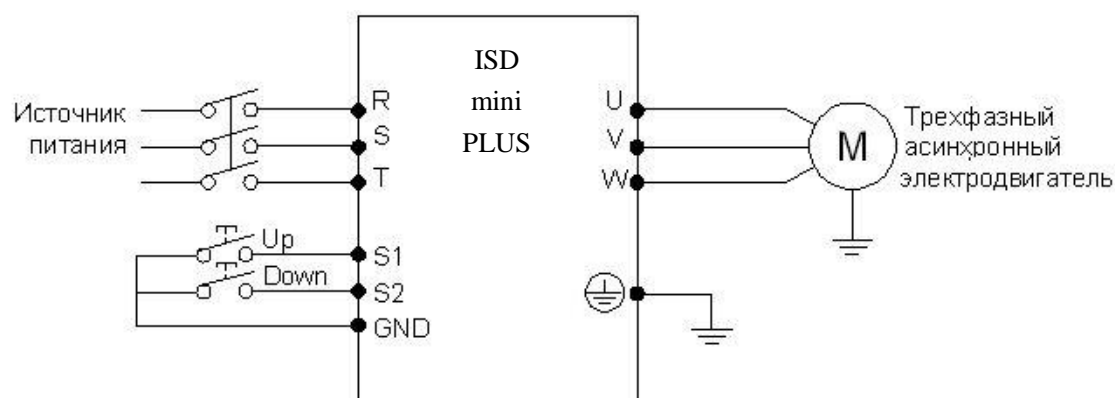 ISD
mini
PLUS
Источник
питания
R
S
T
Up
S1
Down
S2
GND
U
V
W
M
Трехфазный
асинхронный
электродвигатель